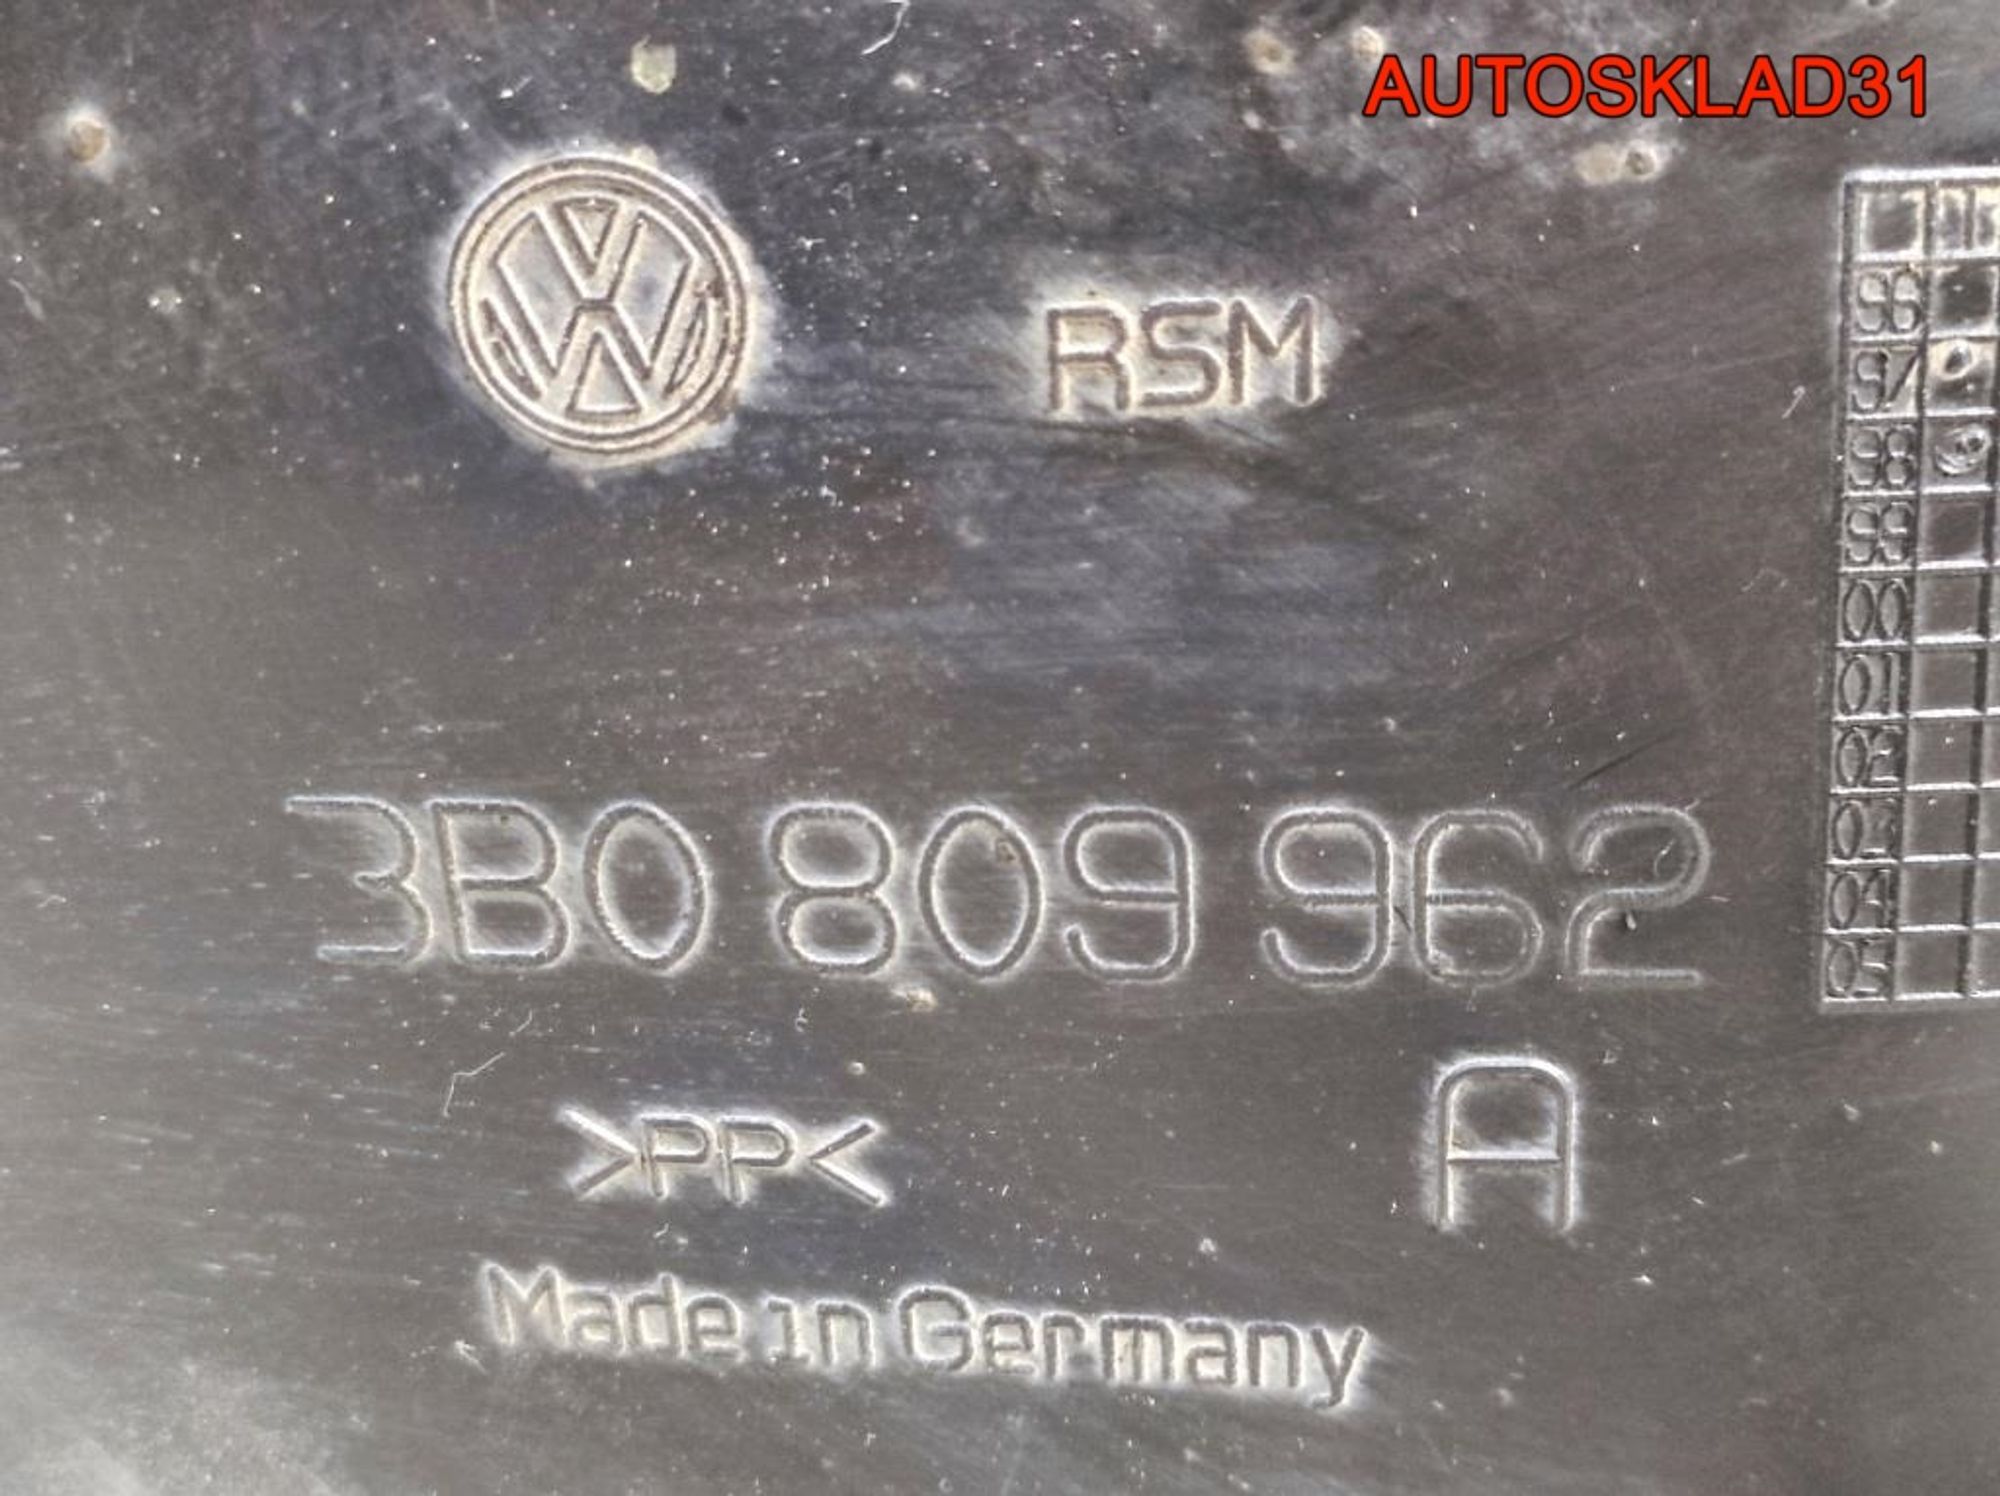 AUTOSKLAD31
RSM
96
97
98
99
00
01
02
03
04
05
3B0 809 962
A
>PP<
Made in Germany